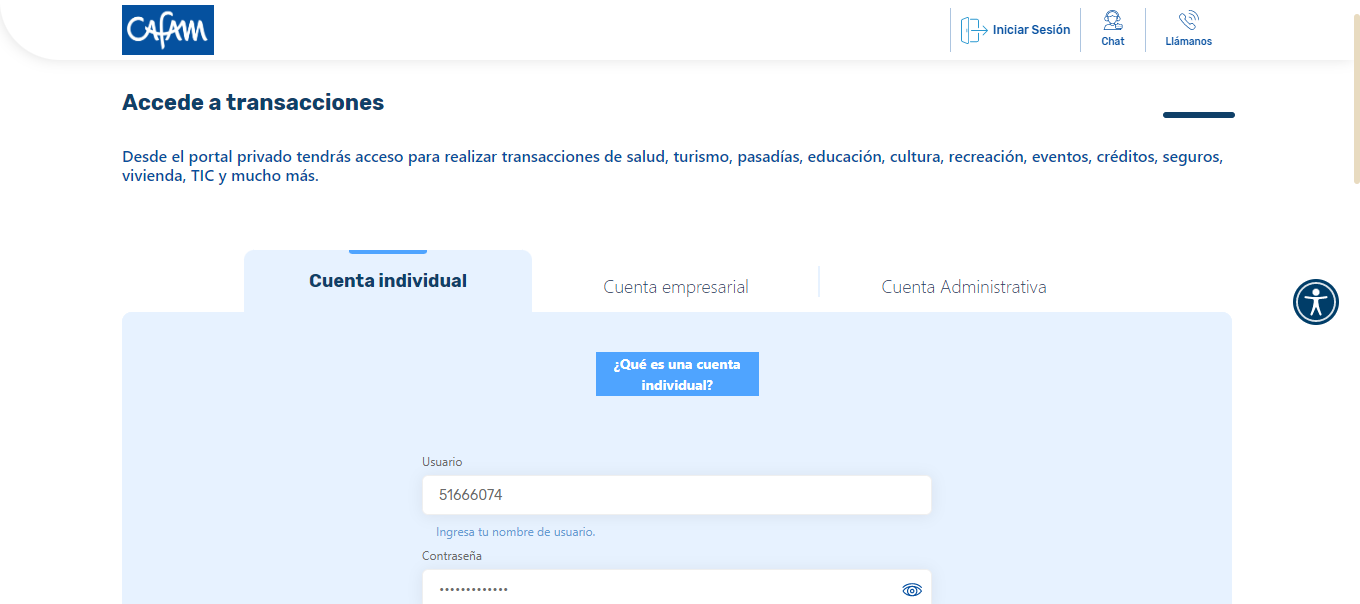 CAFAM
Iniciar Sesión
Chat
Llámanos
Accede a transacciones
Desde el portal privado tendrás acceso para realizar transacciones de salud, turismo, pasadías, educación, cultura, recreación, eventos, créditos, seguros,
vivienda, TIC y mucho más.
Cuenta individual
Cuenta empresarial
Cuenta Administrativa
¿Qué es una cuenta
individual?
Usuario
51666074
Ingresa tu nombre de usuario.
Contraseña
•••••••••••••